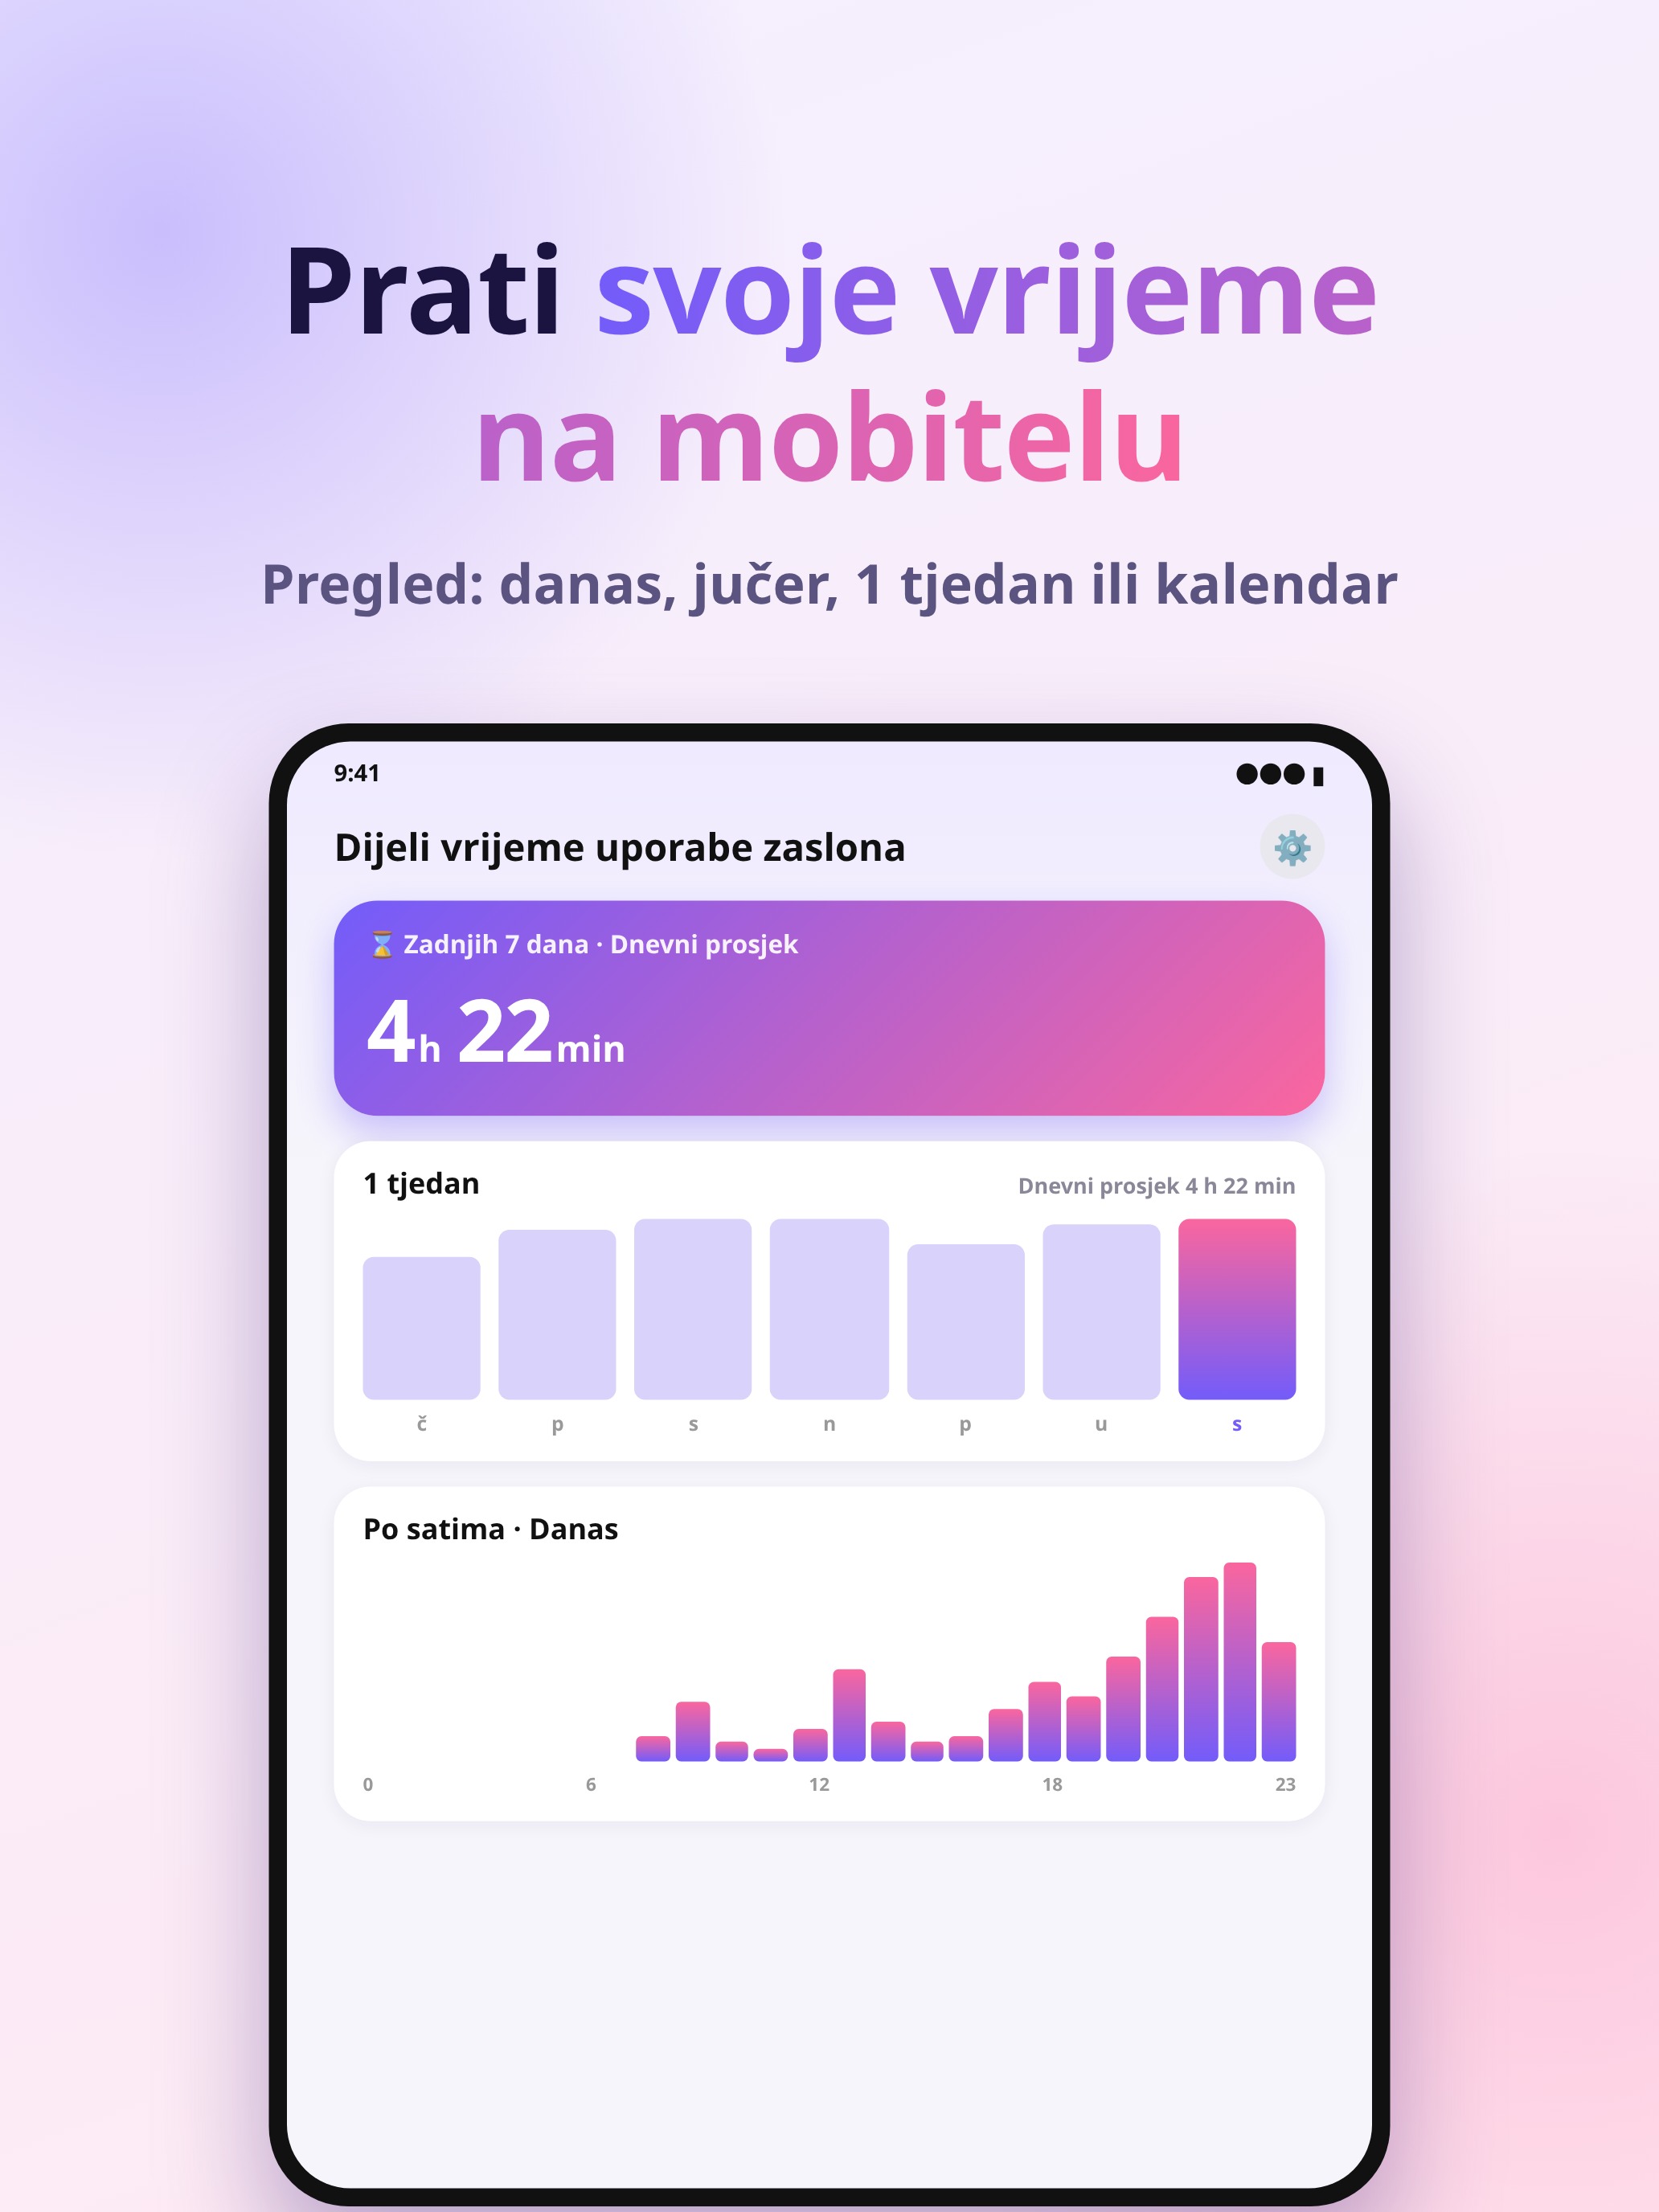 Prati svoje vrijeme
na mobitelu
Pregled: danas, jučer, 1 tjedan ili kalendar
9:41
Dijeli vrijeme uporabe zaslona
Zadnjih 7 dana · Dnevni prosjek
4h 22min
1 tjedan
Dnevni prosjek 4 h 22 min
č p s n p u s
Po satima · Danas
0 6 12 18 23